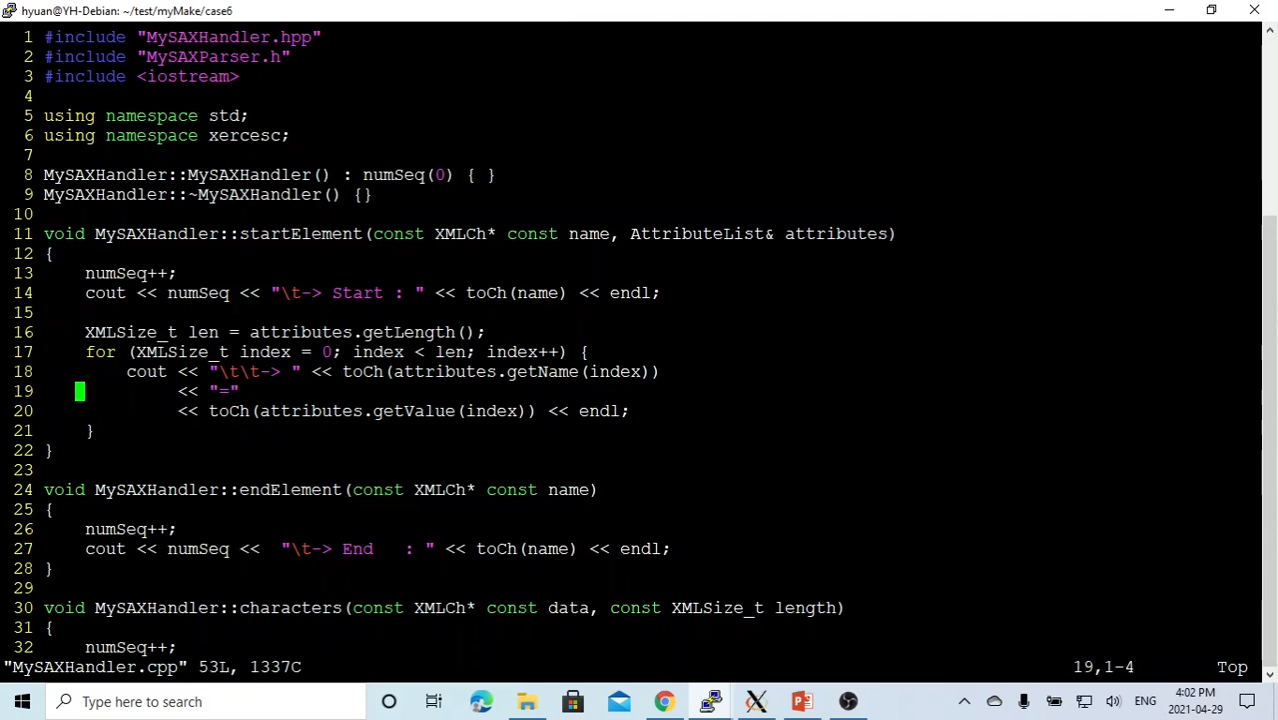 hyuan@YH-Debian: ~/test/myMake/case6
1 #include "MySAXHandler.hpp"
2 #include "MySAXParser.h"
3 #include <iostream>
4
5 using namespace std;
6 using namespace xercesc;
7
8 MySAXHandler::MySAXHandler() : numSeq(0) { }
9 MySAXHandler::~MySAXHandler() {}
10
11 void MySAXHandler::startElement(const XMLCh* const name, AttributeList& attributes)
12 {
13     numSeq++;
14     cout << numSeq << "\t-> Start : " << toCh(name) << endl;
15
16     XMLSize_t len = attributes.getLength();
17     for (XMLSize_t index = 0; index < len; index++) {
18         cout << "\t\t-> " << toCh(attributes.getName(index))
19              << "="
20              << toCh(attributes.getValue(index)) << endl;
21     }
22 }
23
24 void MySAXHandler::endElement(const XMLCh* const name)
25 {
26     numSeq++;
27     cout << numSeq <<  "\t-> End   : " << toCh(name) << endl;
28 }
29
30 void MySAXHandler::characters(const XMLCh* const data, const XMLSize_t length)
31 {
32     numSeq++;
"MySAXHandler.cpp" 53L, 1337C 19,1-4 Top
Type here to search ENG 4:02 PM
2021-04-29